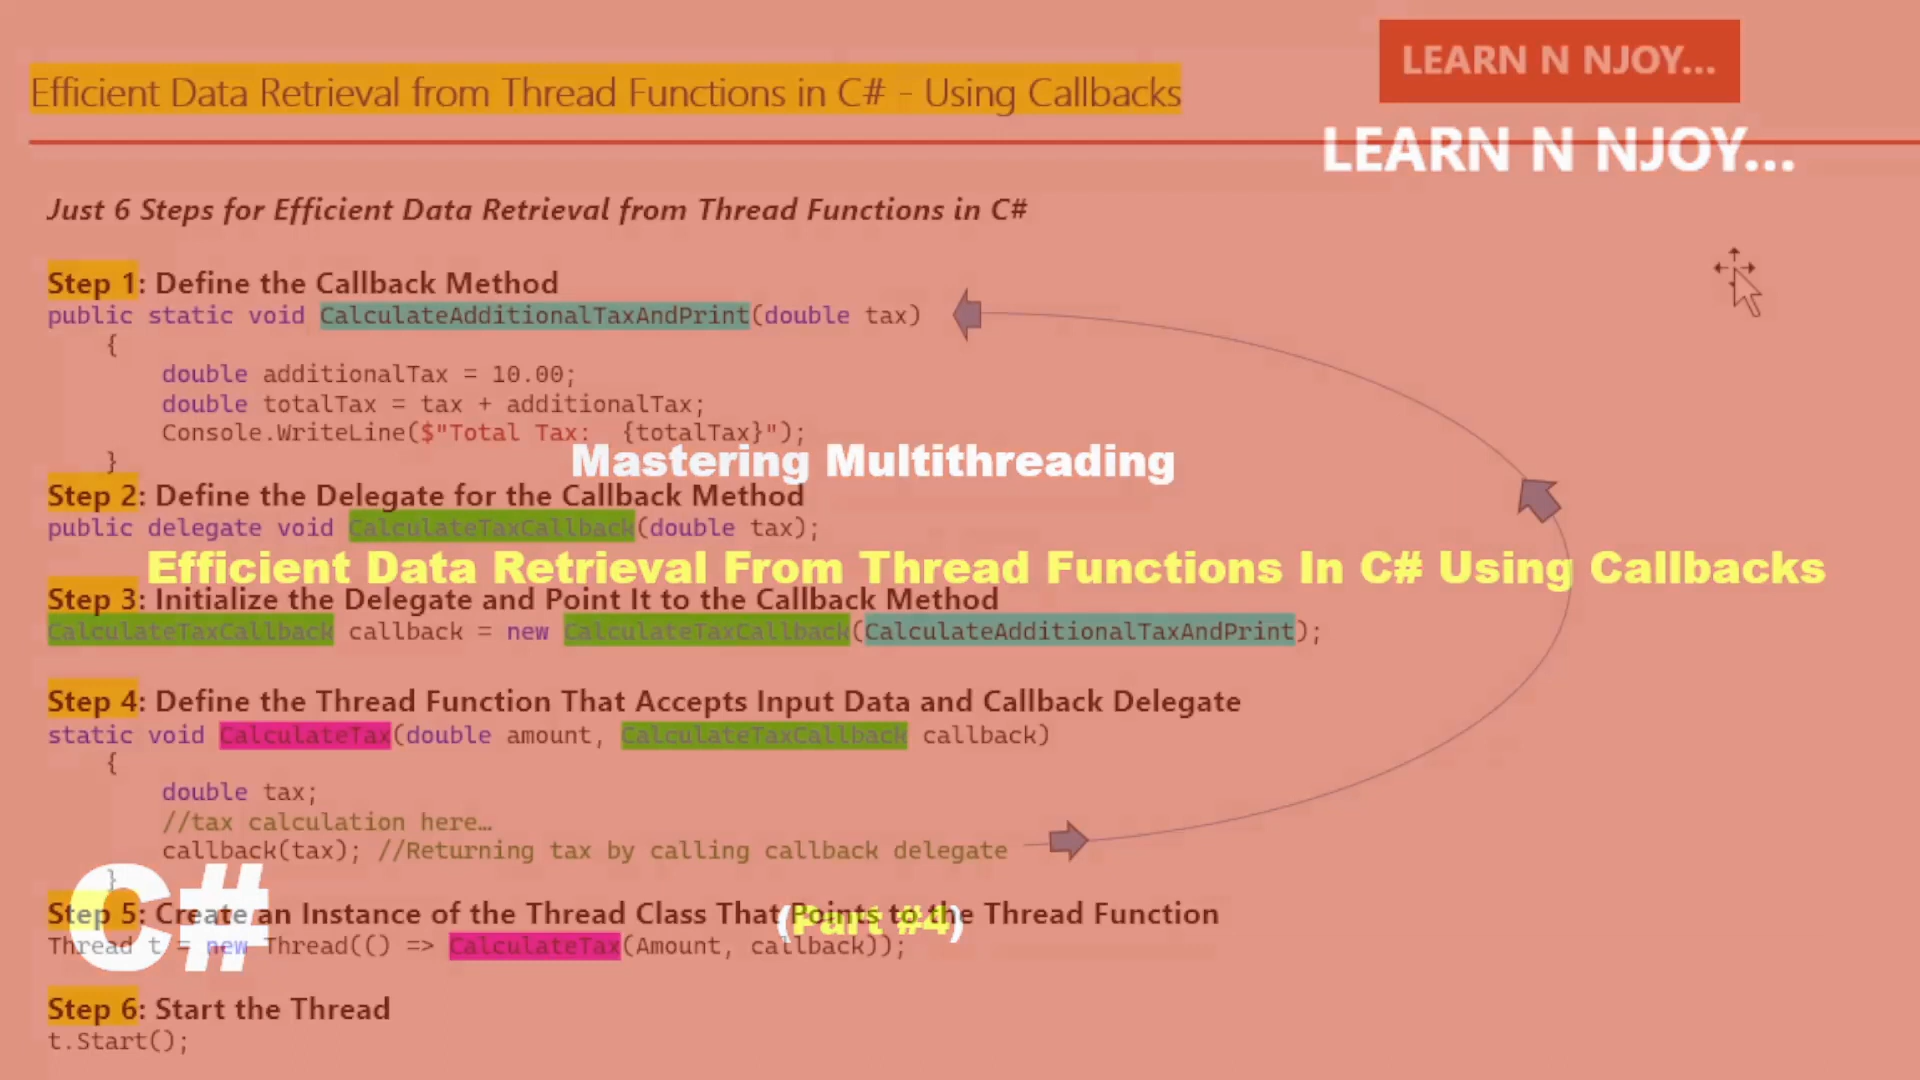 LEARN N NJOY...
Efficient Data Retrieval from Thread Functions in C# - Using Callbacks
LEARN N NJOY...
Just 6 Steps for Efficient Data Retrieval from Thread Functions in C#
Step 1: Define the Callback Method
public static void CalculateAdditionalTaxAndPrint(double tax)
{
double additionalTax = 10.00;
double totalTax = tax + additionalTax;
Console.WriteLine($"Total Tax:  {totalTax}");
}
Mastering Multithreading
Step 2: Define the Delegate for the Callback Method
public delegate void CalculateTaxCallback(double tax);
Efficient Data Retrieval From Thread Functions In C# Using Callbacks
Step 3: Initialize the Delegate and Point It to the Callback Method
CalculateTaxCallback callback = new CalculateTaxCallback(CalculateAdditionalTaxAndPrint);
Step 4: Define the Thread Function That Accepts Input Data and Callback Delegate
static void CalculateTax(double amount, CalculateTaxCallback callback)
{
double tax;
//tax calculation here…
callback(tax); //Returning tax by calling callback delegate
}
C#
Step 5: Create an Instance of the Thread Class That Points to the Thread Function
(Part #4)
Thread t = new Thread(() => CalculateTax(Amount, callback));
Step 6: Start the Thread
t.Start();